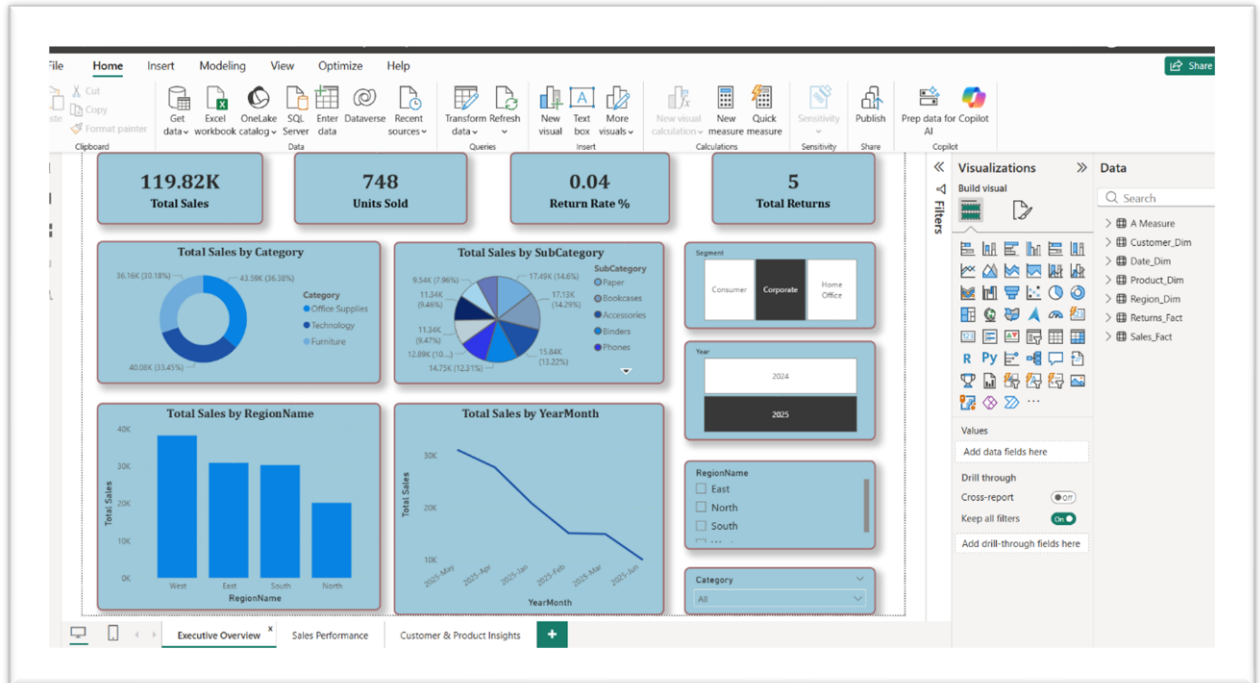 File Home Insert Modeling View Optimize Help Share
Cut
Copy
Format painter
Get data
Excel workbook
OneLake catalog
SQL Server
Enter data
Dataverse
Recent sources
Transform data
Refresh
New visual
Text box
More visuals
New visual calculation
New measure
Quick measure
Sensitivity
Publish
Prep data for AI
Copilot
Clipboard Data Queries Insert Calculations Sensitivity Share Copilot
119.82K
Total Sales
748
Units Sold
0.04
Return Rate %
5
Total Returns
Total Sales by Category
36.16K (30.18%)
43.59K (36.38%)
40.08K (33.45%)
Category
Office Supplies
Technology
Furniture
Total Sales by SubCategory
9.54K (7.96%)
11.34K
(9.46%)
11.34K
(9.47%)
12.89K (10...)
14.75K (12.31%)
17.49K (14.6%)
17.13K
(14.29%)
15.84K
(13.22%)
SubCategory
Paper
Bookcases
Accessories
Binders
Phones
Segment
Consumer
Corporate
Home
Office
Year
2024
2025
Total Sales by RegionName
40K
30K
20K
10K
0K
Total Sales
West East South North
RegionName
Total Sales by YearMonth
30K
20K
10K
Total Sales
2025-May 2025-Apr 2025-Jan 2025-Feb 2025-Mar 2025-Jun
YearMonth
RegionName
East
North
South
Category
All
Filters
Visualizations
Build visual
R Py
123
Values
Add data fields here
Drill through
Cross-report Off
Keep all filters On
Add drill-through fields here
Data
Search
A Measure
Customer_Dim
Date_Dim
Product_Dim
Region_Dim
Returns_Fact
Sales_Fact
Executive Overview x Sales Performance Customer & Product Insights +